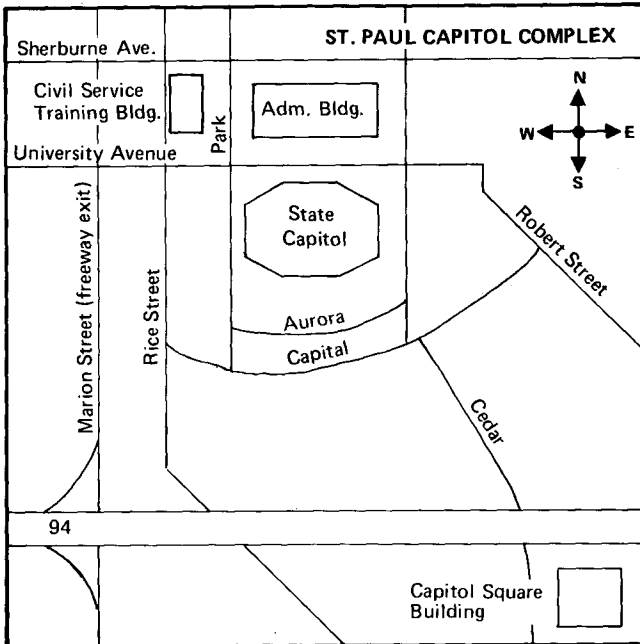 ST. PAUL CAPITOL COMPLEX
Sherburne Ave.
Civil Service
Training Bldg.
Park
Adm. Bldg.
N
W
E
S
University Avenue
State
Capitol
Robert Street
Marion Street (freeway exit)
Rice Street
Aurora
Capital
Cedar
94
Capitol Square
Building